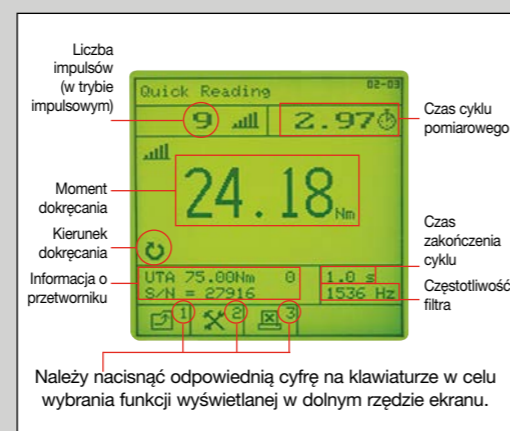 Liczba
impulsów
(w trybie
impulsowym)
Quick Reading
02-03
9
2.97
Czas cyklu
pomiarowego
Moment
dokręcania
24.18 Nm
Kierunek
dokręcania
Czas
zakończenia
cyklu
Informacja o
przetworniku
UTA 75.00Nm 0
1.0 s
S/N = 27916
1536 Hz
Częstotliwość
filtra
1
2
3
Należy nacisnąć odpowiednią cyfrę na klawiaturze w celu
wybrania funkcji wyświetlanej w dolnym rzędzie ekranu.